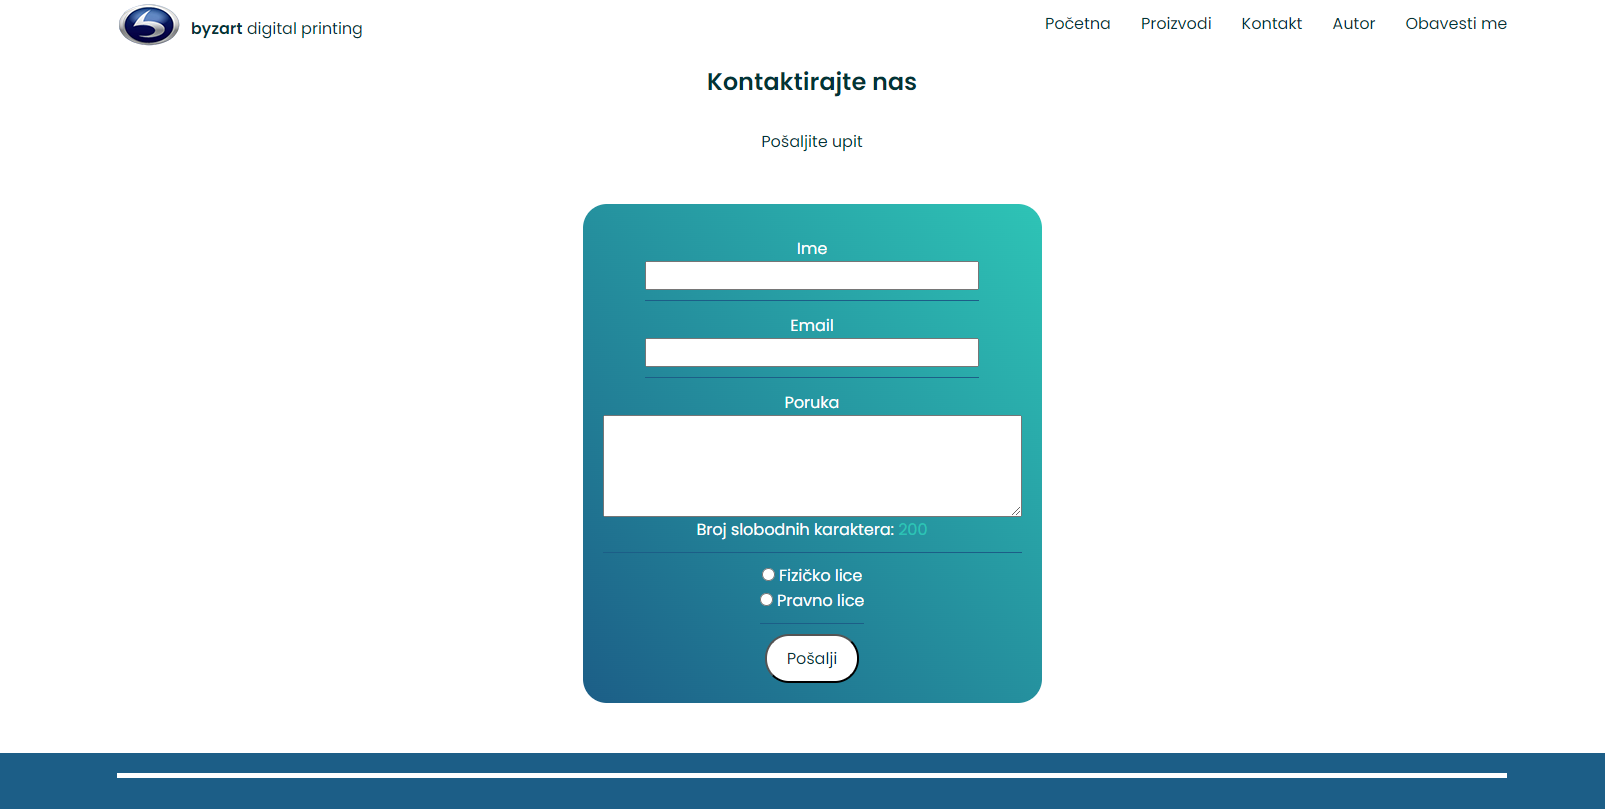 byzart digital printing
Početna Proizvodi Kontakt Autor Obavesti me
Kontaktirajte nas
Pošaljite upit
Ime
Email
Poruka
Broj slobodnih karaktera: 200
Fizičko lice
Pravno lice
Pošalji